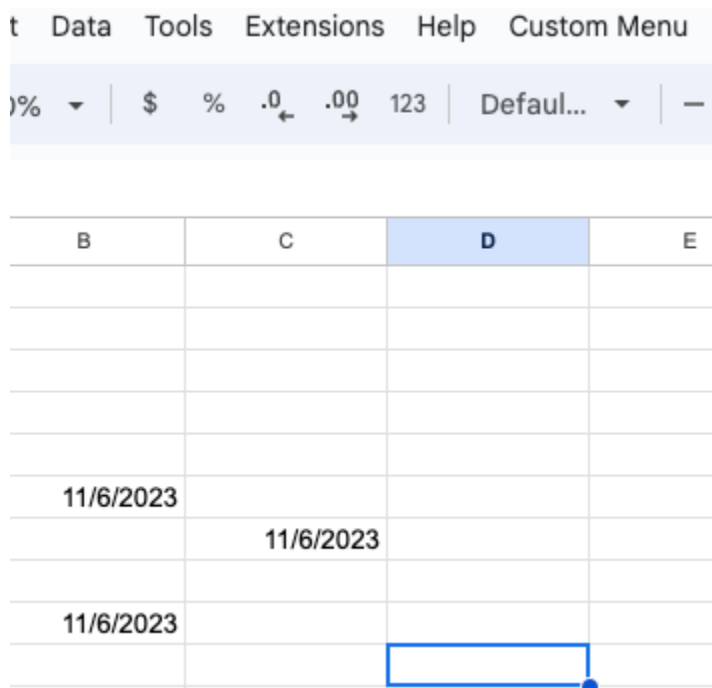 t Data Tools Extensions Help Custom Menu
% $ % .0 .00 123 Defaul...
B C D E
11/6/2023
11/6/2023
11/6/2023